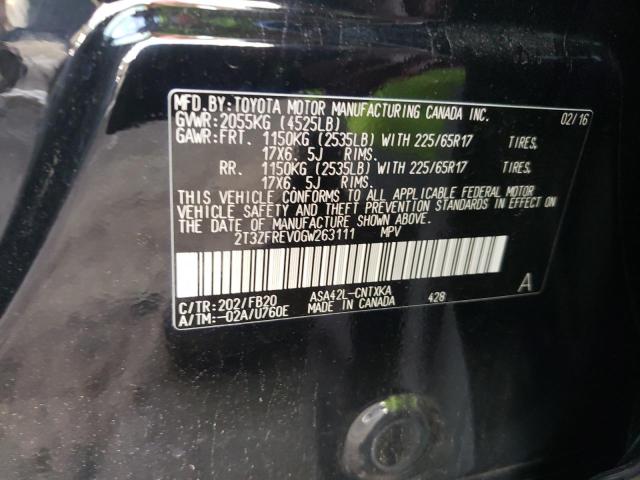 MFD.BY:TOYOTA MOTOR MANUFACTURING CANADA INC.
GVWR:2055KG (4525LB) 02/16
GAWR:FRT. 1150KG (2535LB) WITH 225/65R17 TIRES,
17X6. 5J RIMS.
RR. 1150KG (2535LB) WITH 225/65R17 TIRES,
17X6. 5J RIMS.
THIS VEHICLE CONFORMS TO ALL APPLICABLE FEDERAL MOTOR
VEHICLE SAFETY AND THEFT PREVENTION STANDARDS IN EFFECT ON
THE DATE OF MANUFACTURE SHOWN ABOVE.
2T3ZFREV0GW263111 MPV
A
C/TR:202/FB20 ASA42L-CNTXKA 428
A/TM:-02A/U760E MADE IN CANADA